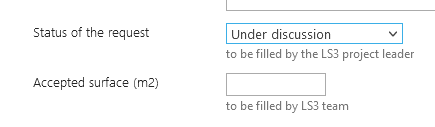 Status of the request
Under discussion
to be filled by the LS3 project leader
Accepted surface (m2)
to be filled by LS3 team